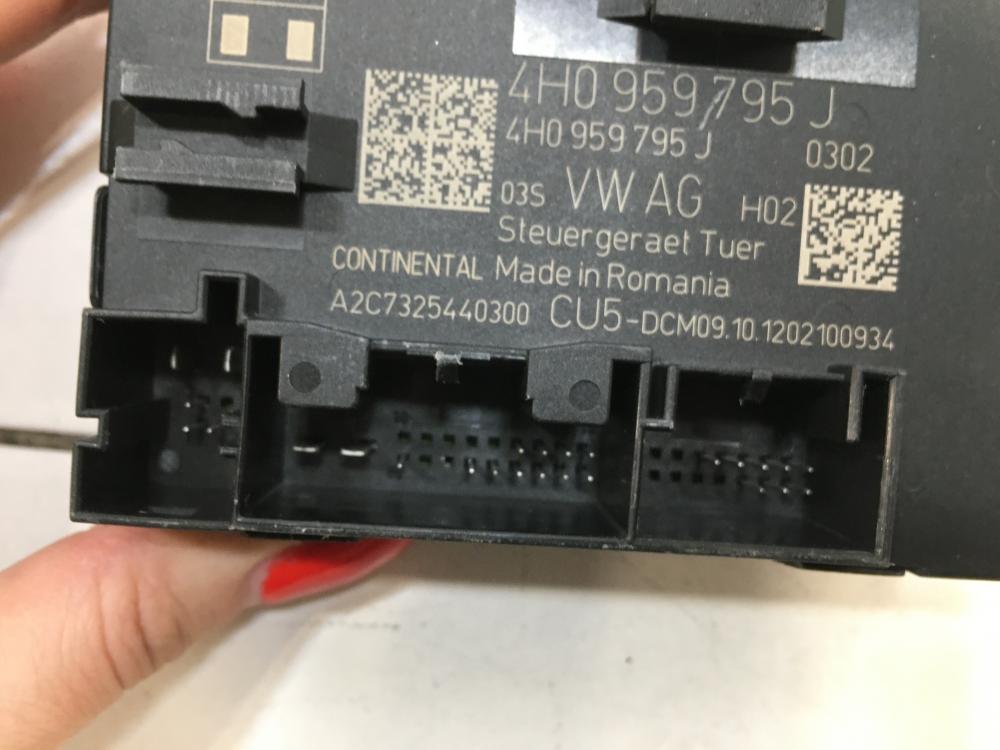 4H0 959 795 J
4H0 959 795 J 0302
03S VW AG H02
Steuergeraet Tuer
CONTINENTAL Made in Romania
A2C7325440300 CU5-DCM09.10.1202100934